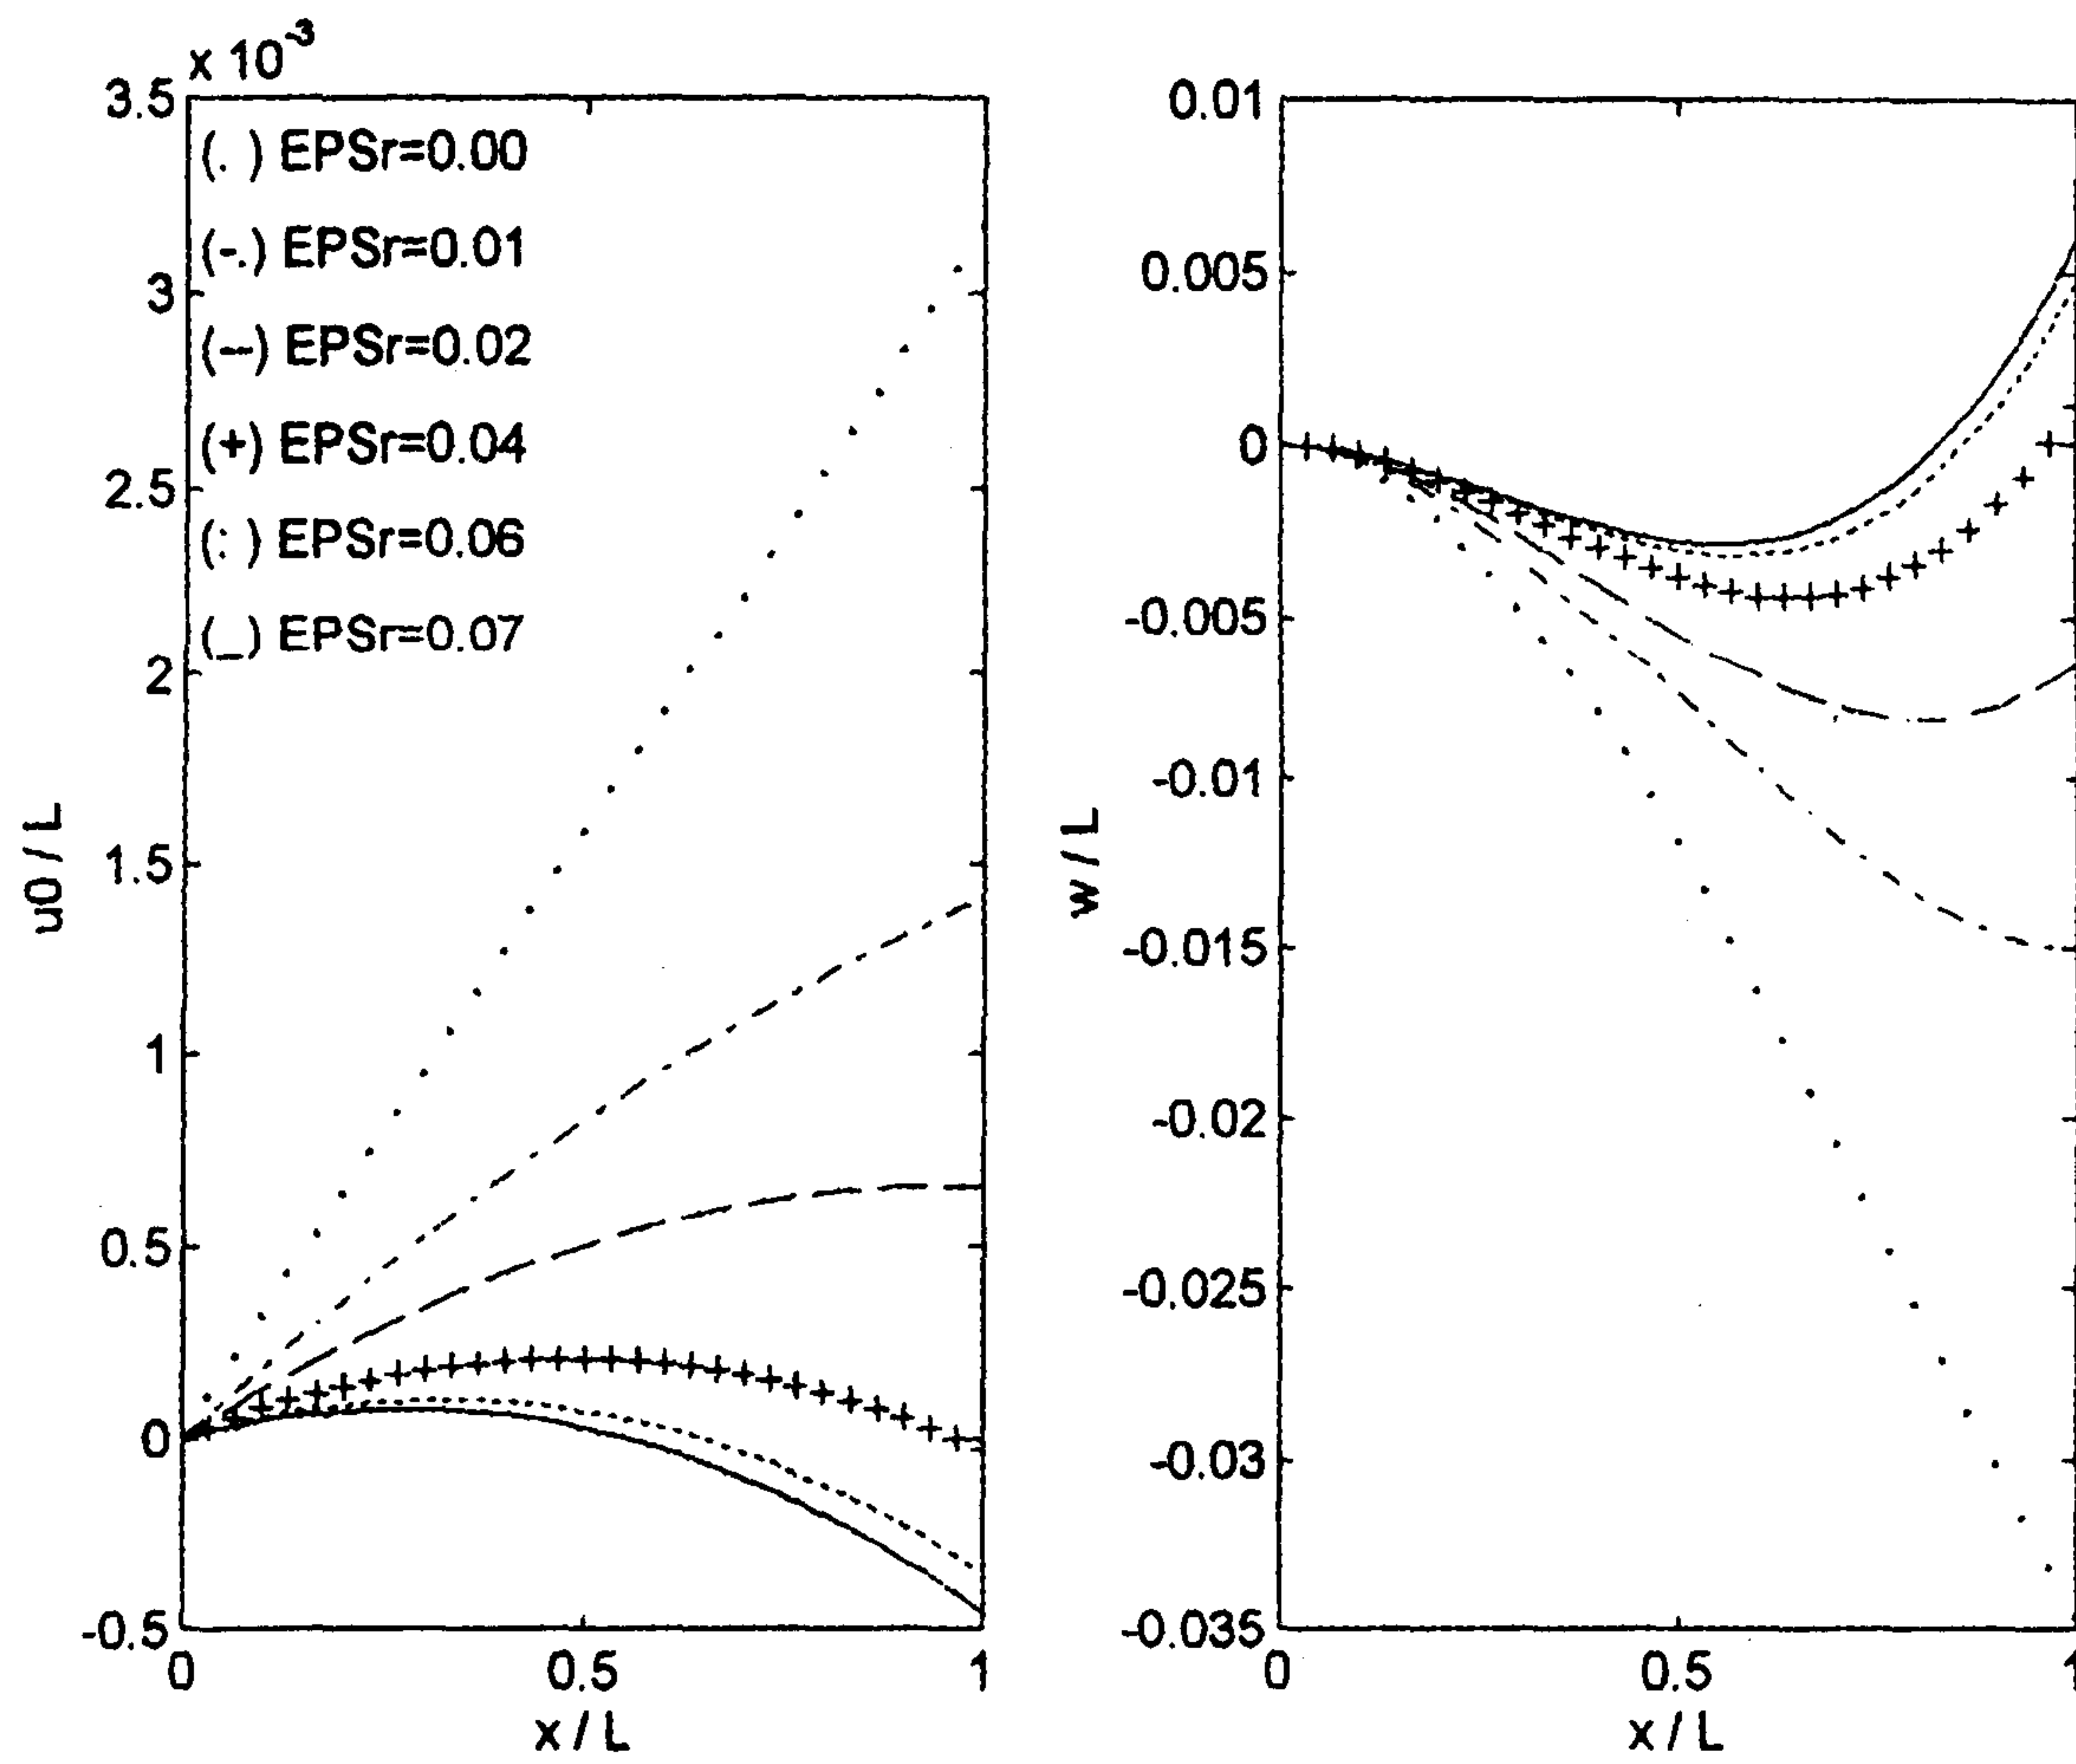 x 10-3
3.5
3
2.5
2
1.5
1
0.5
0
-0.5
(. ) EPSr=0.00
(-.) EPSr=0.01
(--) EPSr=0.02
(+) EPSr=0.04
(: ) EPSr=0.06
(_) EPSr=0.07
u0 / L
0
0.5
1
x / L
0.01
0.005
0
-0.005
-0.01
-0.015
-0.02
-0.025
-0.03
-0.035
w / L
0
0.5
1
x / L